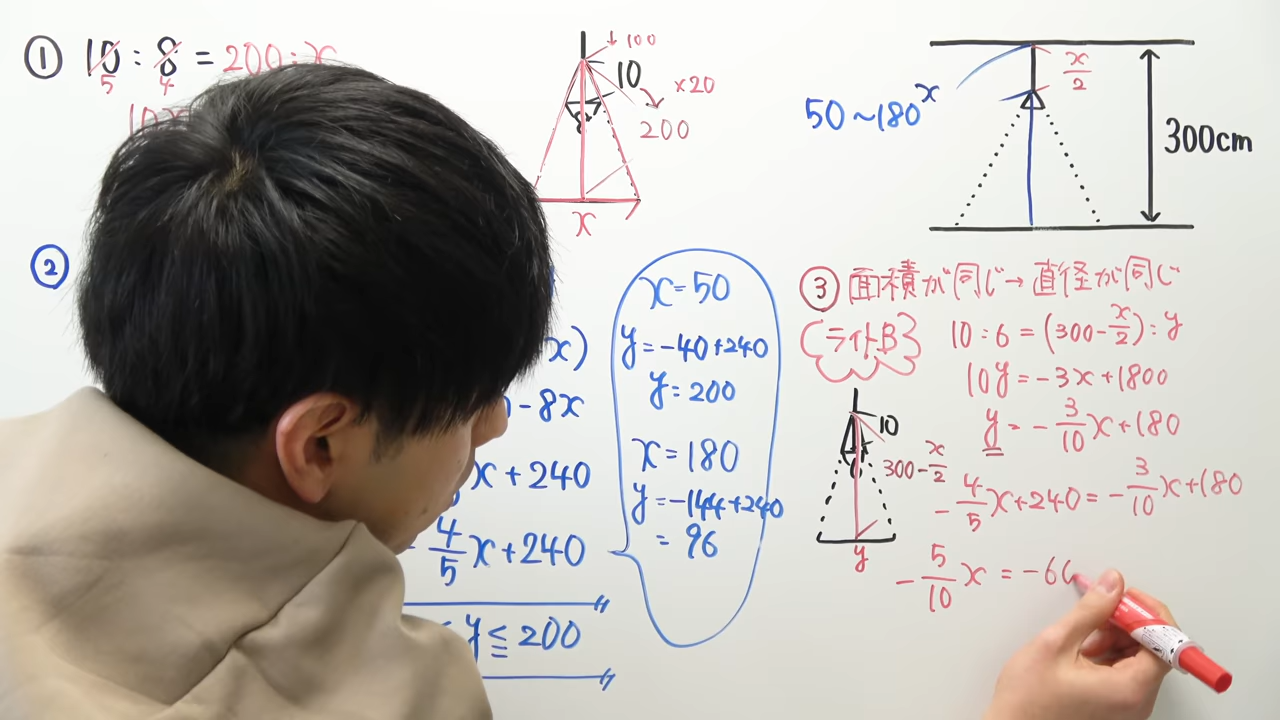 ① 10 : 8 = 200 : x
5 4
10x
↓ 100
10
×20
200
8
x
50～180
x
x/2
300cm
②
x)
-8x
x+240
4/5 x+240
y ≦ 200
x=50
y=-40+240
y=200
x=180
y=-144+240
= 96
③ 面積が同じ→直径が同じ
ライトB
10:6=(300-x/2):y
10y=-3x+1800
y=-3/10 x+180
10
6
300-x/2
y
-4/5 x+240=-3/10 x+180
-5/10 x=-60